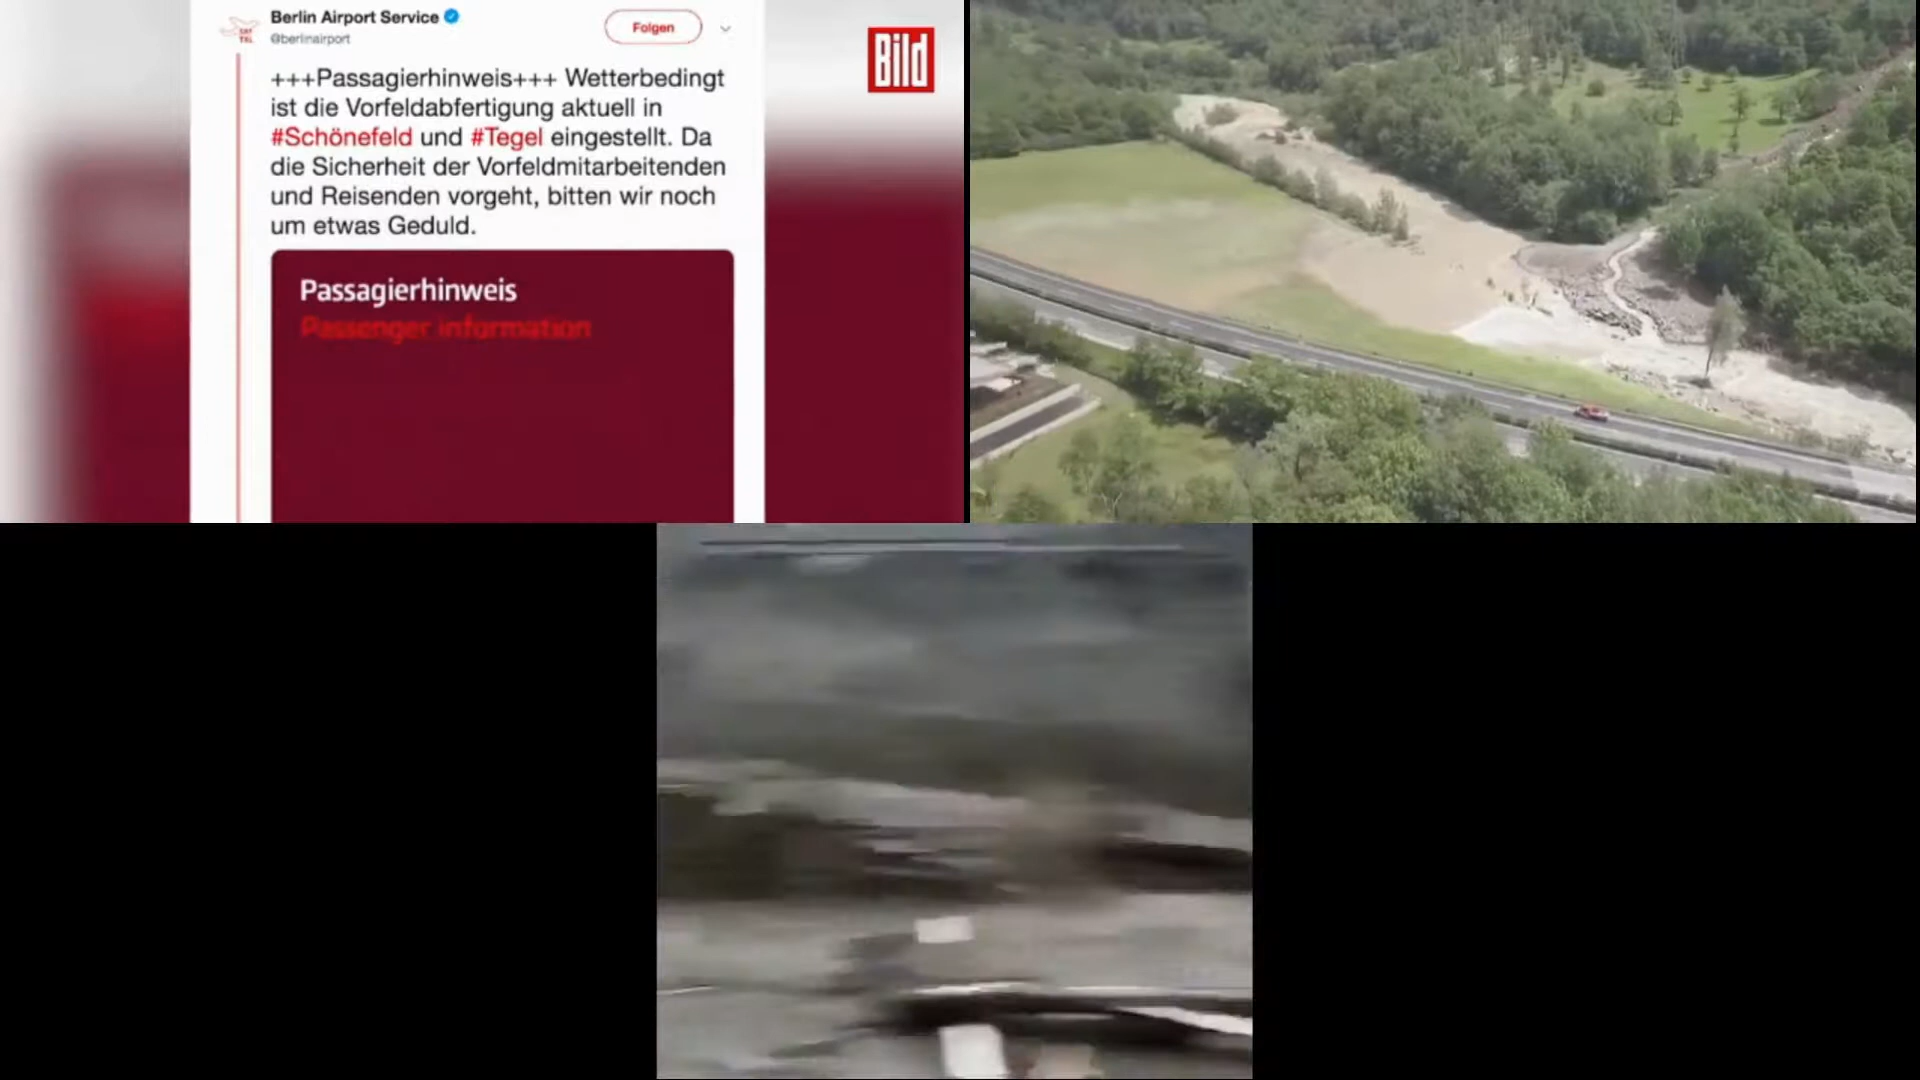 Berlin Airport Service
@berlinairport
Folgen
Bild
+++Passagierhinweis+++ Wetterbedingt
ist die Vorfeldabfertigung aktuell in
#Schönefeld und #Tegel eingestellt. Da
die Sicherheit der Vorfeldmitarbeitenden
und Reisenden vorgeht, bitten wir noch
um etwas Geduld.
Passagierhinweis
Passenger information